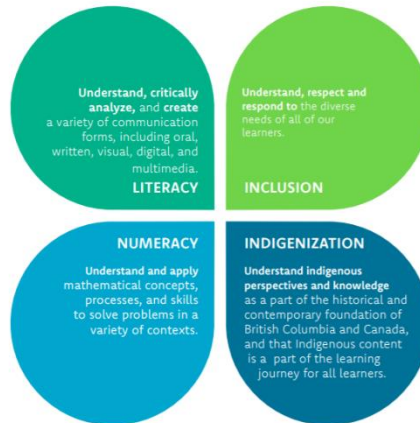 Understand, critically
analyze, and create
a variety of communication
forms, including oral,
written, visual, digital, and
multimedia.
LITERACY
Understand, respect and
respond to the diverse
needs of all of our
learners.
INCLUSION
NUMERACY
Understand and apply
mathematical concepts,
processes, and skills
to solve problems in a
variety of contexts.
INDIGENIZATION
Understand indigenous
perspectives and knowledge
as a part of the historical and
contemporary foundation of
British Columbia and Canada,
and that Indigenous content
is a part of the learning
journey for all learners.